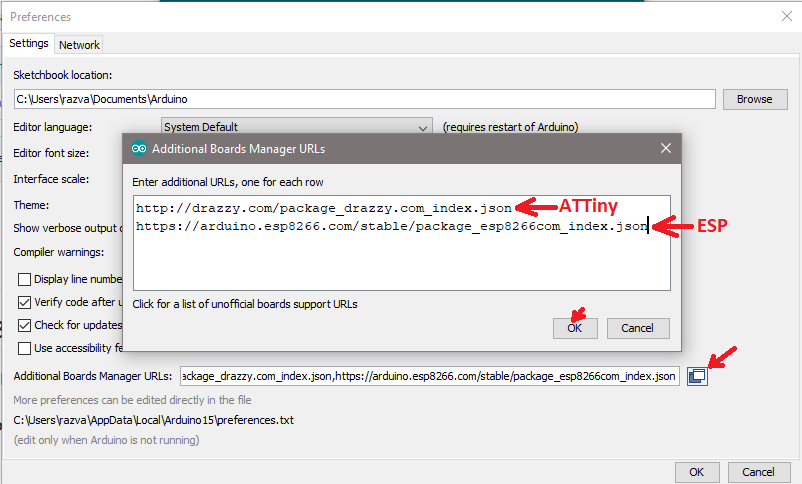 Preferences
Settings Network
Sketchbook location:
C:\Users\razva\Documents\Arduino Browse
Editor language: System Default (requires restart of Arduino)
Editor font size:
Interface scale:
Theme:
Show verbose output
Compiler warnings:
Display line
Verify code after
Check for updates
Use accessibility
Additional Boards Manager URLs
Enter additional URLs, one for each row
http://drazzy.com/package_drazzy.com_index.json ATTiny
https://arduino.esp8266.com/stable/package_esp8266com_index.json ESP
Click for a list of unofficial boards support URLs
OK Cancel
Additional Boards Manager URLs: ackage_drazzy.com_index.json,https://arduino.esp8266.com/stable/package_esp8266com_index.json
More preferences can be edited directly in the file
C:\Users\razva\AppData\Local\Arduino15\preferences.txt
(edit only when Arduino is not running)
OK Cancel